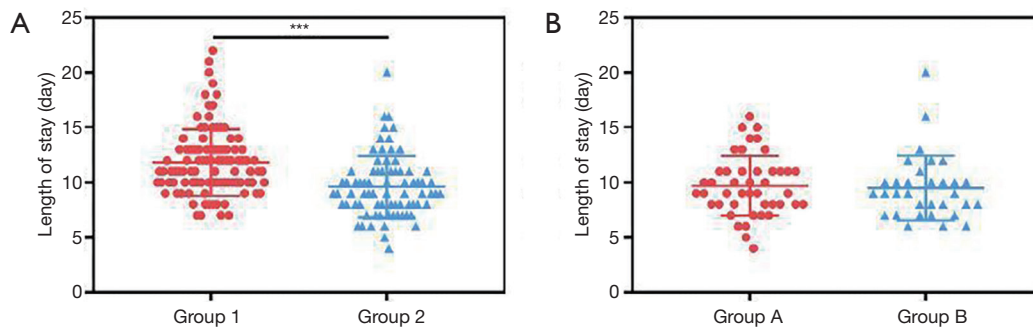 A
Length of stay (day)
25
20
15
10
5
0
***
Group 1
Group 2
B
Length of stay (day)
25
20
15
10
5
0
Group A
Group B